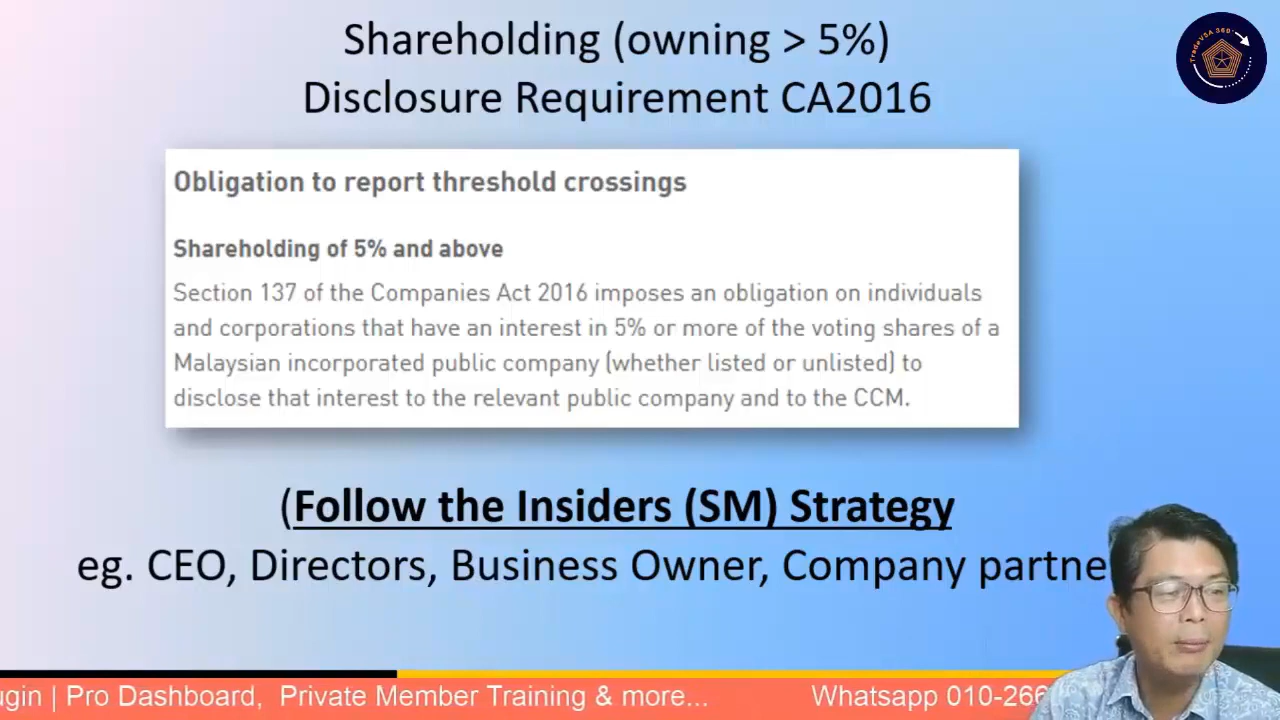 Shareholding (owning > 5%)
Disclosure Requirement CA2016
TradeVSA 360°
Obligation to report threshold crossings
Shareholding of 5% and above
Section 137 of the Companies Act 2016 imposes an obligation on individuals
and corporations that have an interest in 5% or more of the voting shares of a
Malaysian incorporated public company (whether listed or unlisted) to
disclose that interest to the relevant public company and to the CCM.
(Follow the Insiders (SM) Strategy
eg. CEO, Directors, Business Owner, Company partne
ugin | Pro Dashboard, Private Member Training & more... Whatsapp 010-266